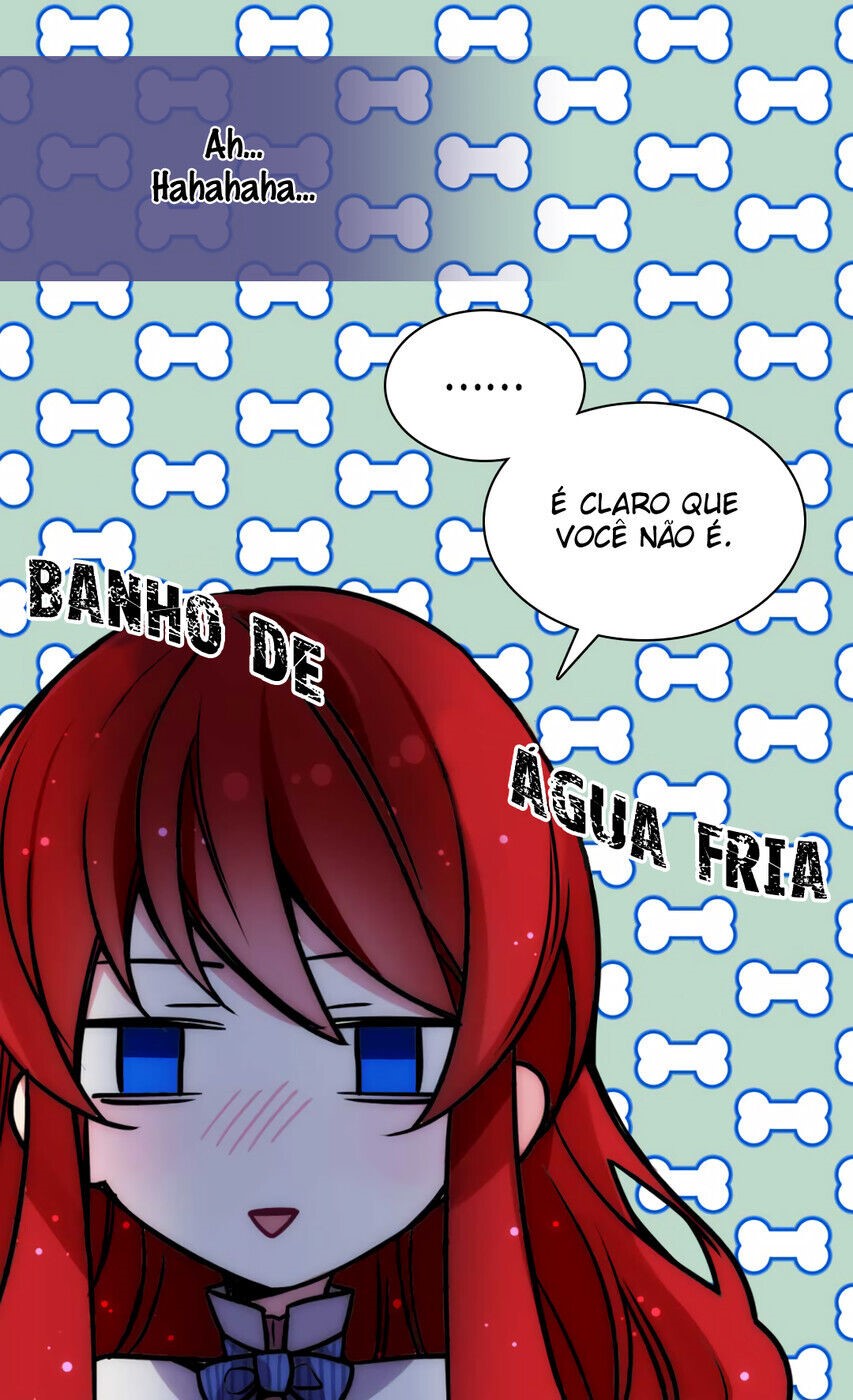 Ah...
Hahahaha...
......
É CLARO QUE
VOCÊ NÃO É.
BANHO DE
ÁGUA FRIA